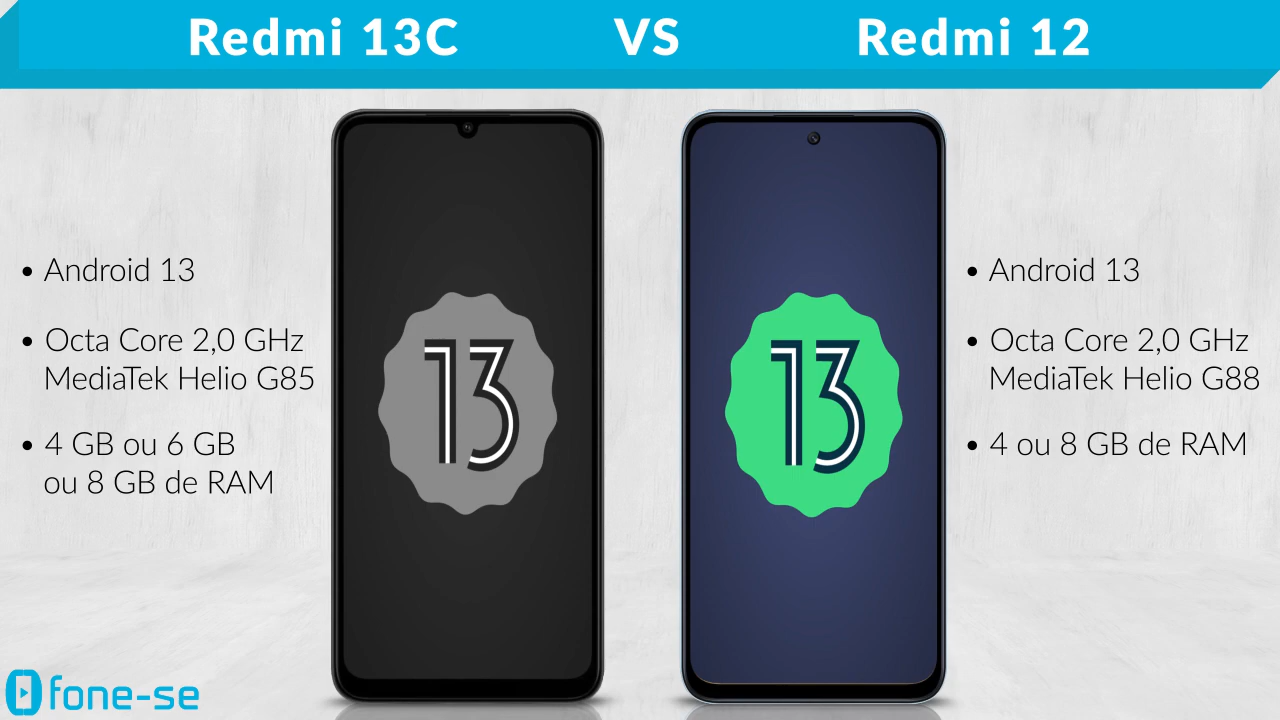 Redmi 13C VS Redmi 12
• Android 13
• Octa Core 2,0 GHz
MediaTek Helio G85
• 4 GB ou 6 GB
ou 8 GB de RAM
13
13
• Android 13
• Octa Core 2,0 GHz
MediaTek Helio G88
• 4 ou 8 GB de RAM
fone-se